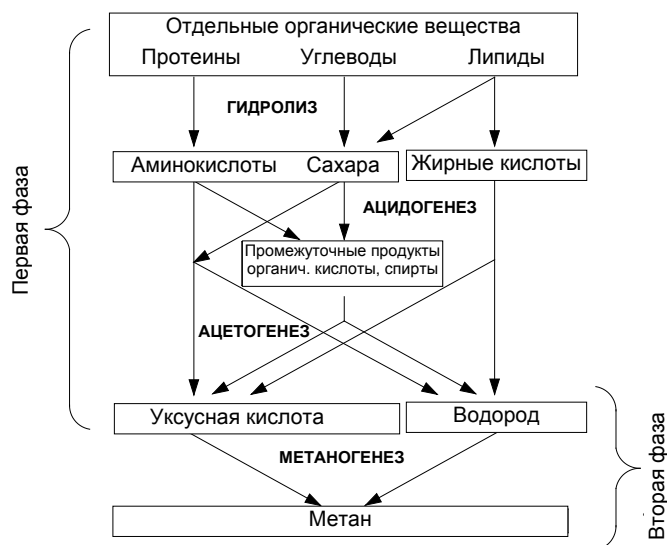 Отдельные органические вещества
Протеины Углеводы Липиды
ГИДРОЛИЗ
Аминокислоты Сахара Жирные кислоты
АЦИДОГЕНЕЗ
Промежуточные продукты
органич. кислоты, спирты
АЦЕТОГЕНЕЗ
Уксусная кислота Водород
МЕТАНОГЕНЕЗ
Метан
Первая фаза
Вторая фаза